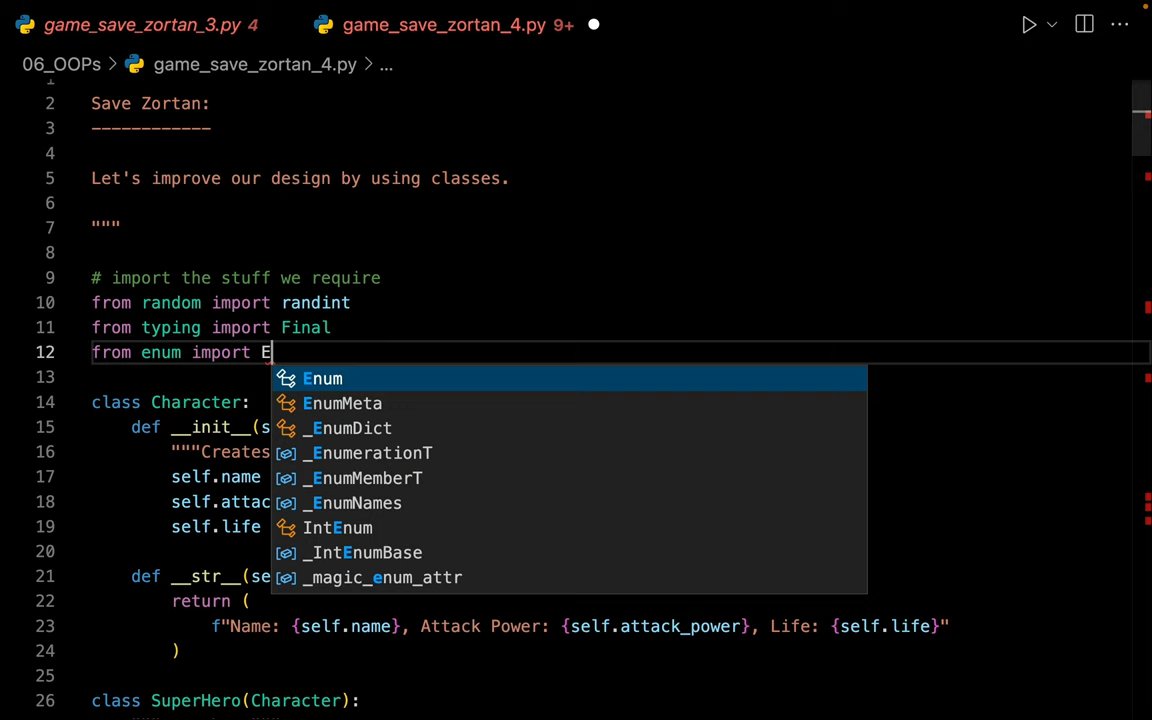 game_save_zortan_3.py 4
game_save_zortan_4.py 9+
06_OOPs > game_save_zortan_4.py > ...
1
2 Save Zortan:
3 ------------
4
5 Let's improve our design by using classes.
6
7 """
8
9 # import the stuff we require
10 from random import randint
11 from typing import Final
12 from enum import E
13
Enum
14 class Character:
EnumMeta
15 def __init__(s
_EnumDict
16 """Creates
_EnumerationT
17 self.name
_EnumMemberT
18 self.attac
_EnumNames
19 self.life
IntEnum
20
_IntEnumBase
21 def __str__(se
_magic_enum_attr
22 return (
23 f"Name: {self.name}, Attack Power: {self.attack_power}, Life: {self.life}"
24 )
25
26 class SuperHero(Character):